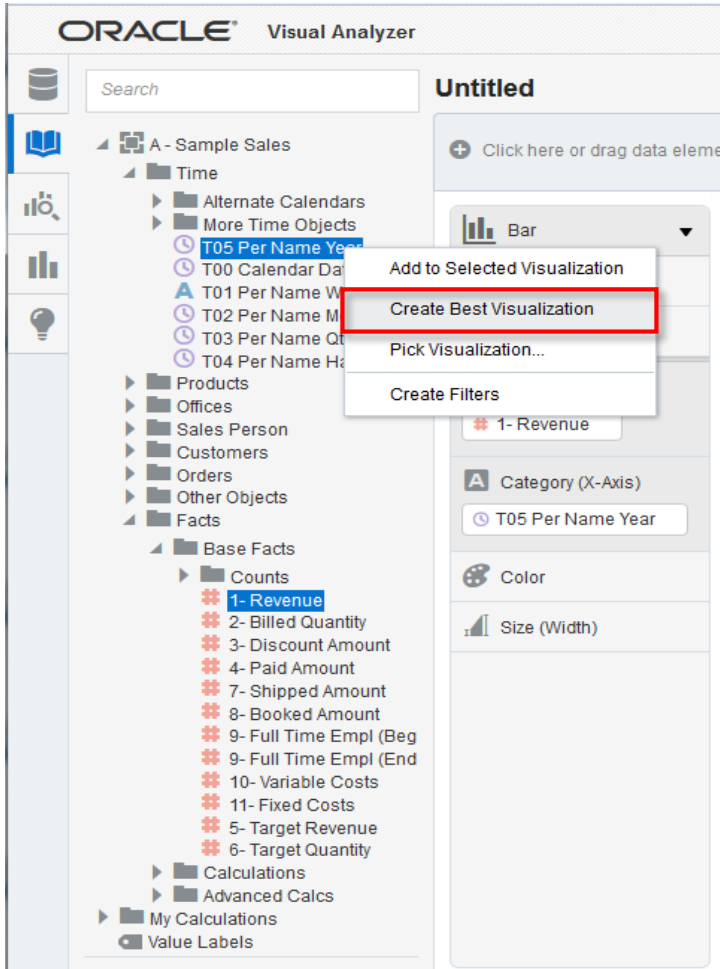 ORACLE® Visual Analyzer
Search
Untitled
Click here or drag data eleme
A - Sample Sales
Time
Alternate Calendars
More Time Objects
T05 Per Name Year
T00 Calendar Da
T01 Per Name W
T02 Per Name M
T03 Per Name Qt
T04 Per Name Ha
Products
Offices
Sales Person
Customers
Orders
Other Objects
Facts
Base Facts
Counts
1- Revenue
2- Billed Quantity
3- Discount Amount
4- Paid Amount
7- Shipped Amount
8- Booked Amount
9- Full Time Empl (Beg
9- Full Time Empl (End
10- Variable Costs
11- Fixed Costs
5- Target Revenue
6- Target Quantity
Calculations
Advanced Calcs
My Calculations
Value Labels
Bar
Add to Selected Visualization
Create Best Visualization
Pick Visualization...
Create Filters
1- Revenue
A Category (X-Axis)
T05 Per Name Year
Color
Size (Width)